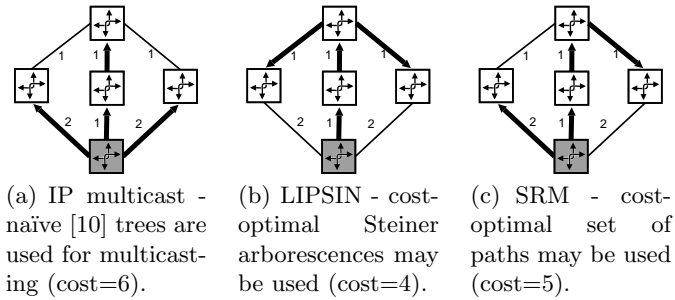 1 1 1
2 1 2
1 1 1
2 1 2
1 1 1
2 1 2
(a) IP multicast -
naïve [10] trees are
used for multicast-
ing (cost=6).
(b) LIPSIN - cost-
optimal Steiner
arborescences may
be used (cost=4).
(c) SRM - cost-
optimal set of
paths may be used
(cost=5).